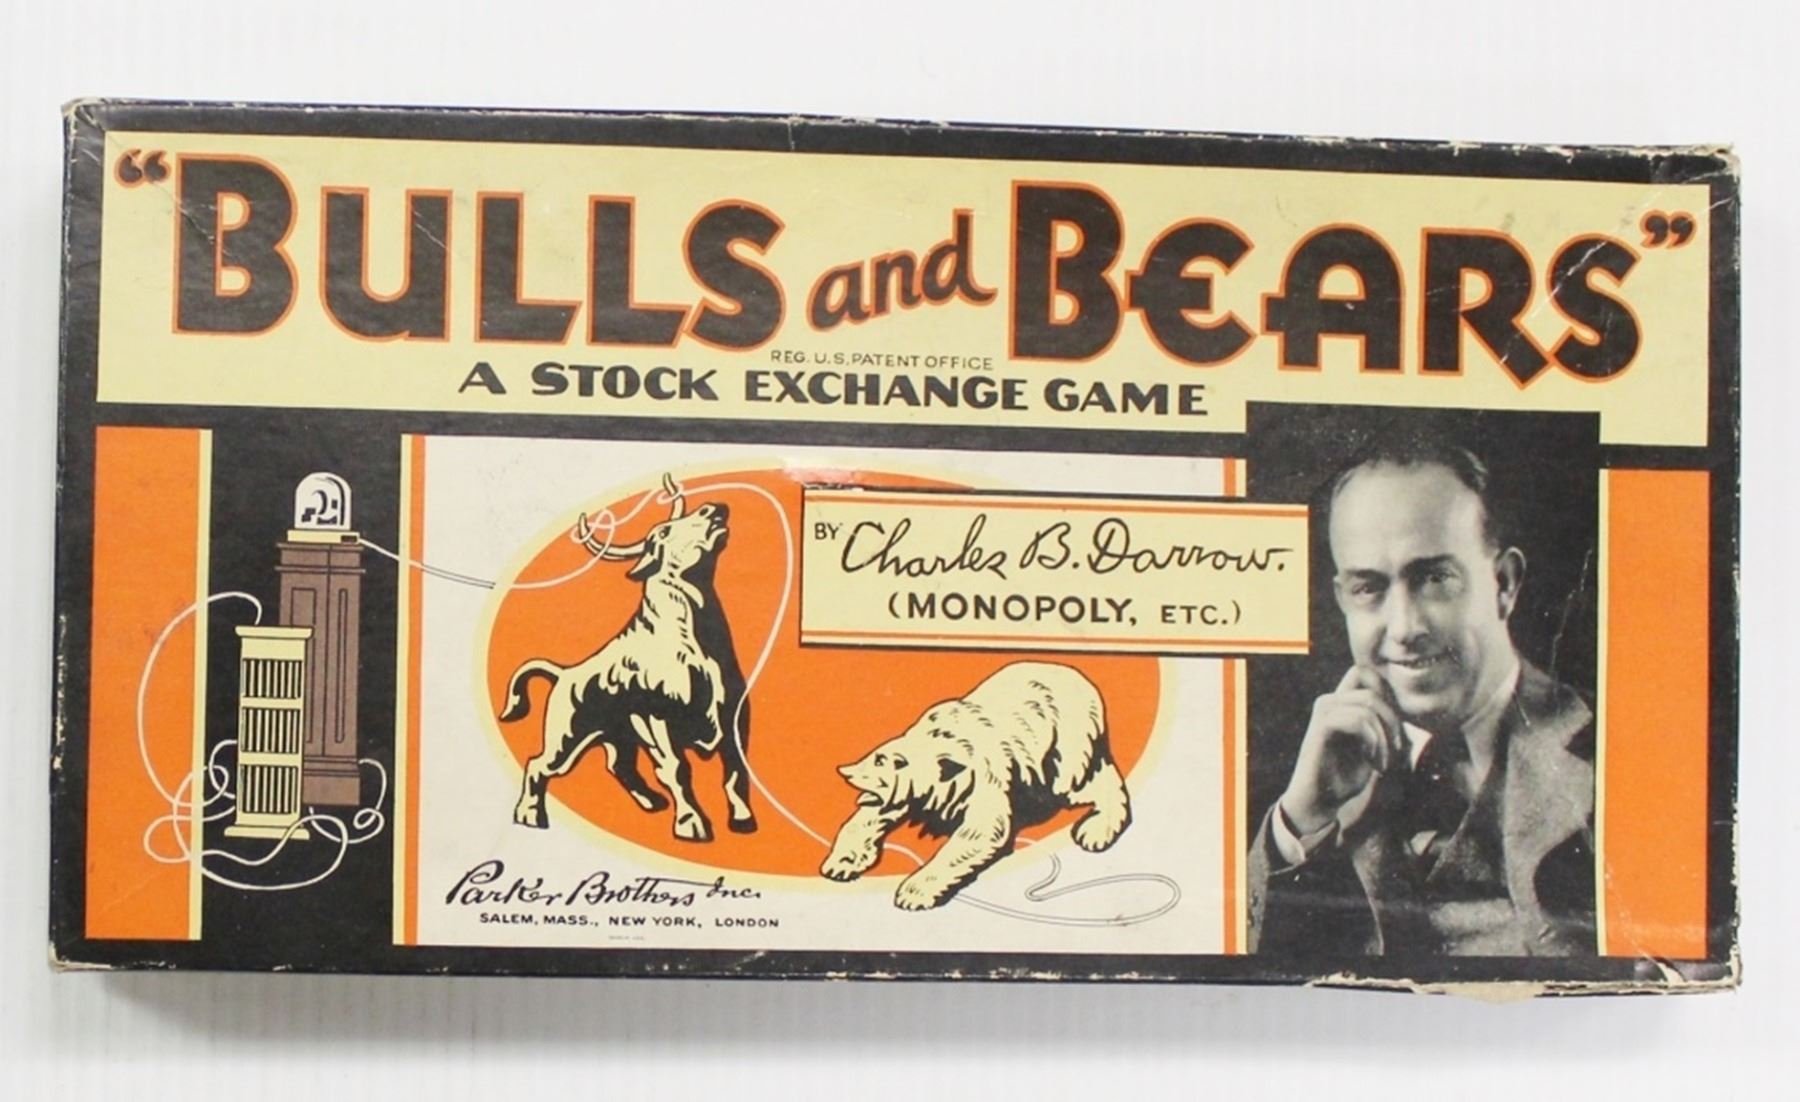 “BULLS and BEARS”
REG. U.S. PATENT OFFICE
A STOCK EXCHANGE GAME
BY Charles B. Darrow.
(MONOPOLY, ETC.)
Parker Brothers Inc.
SALEM, MASS., NEW YORK, LONDON